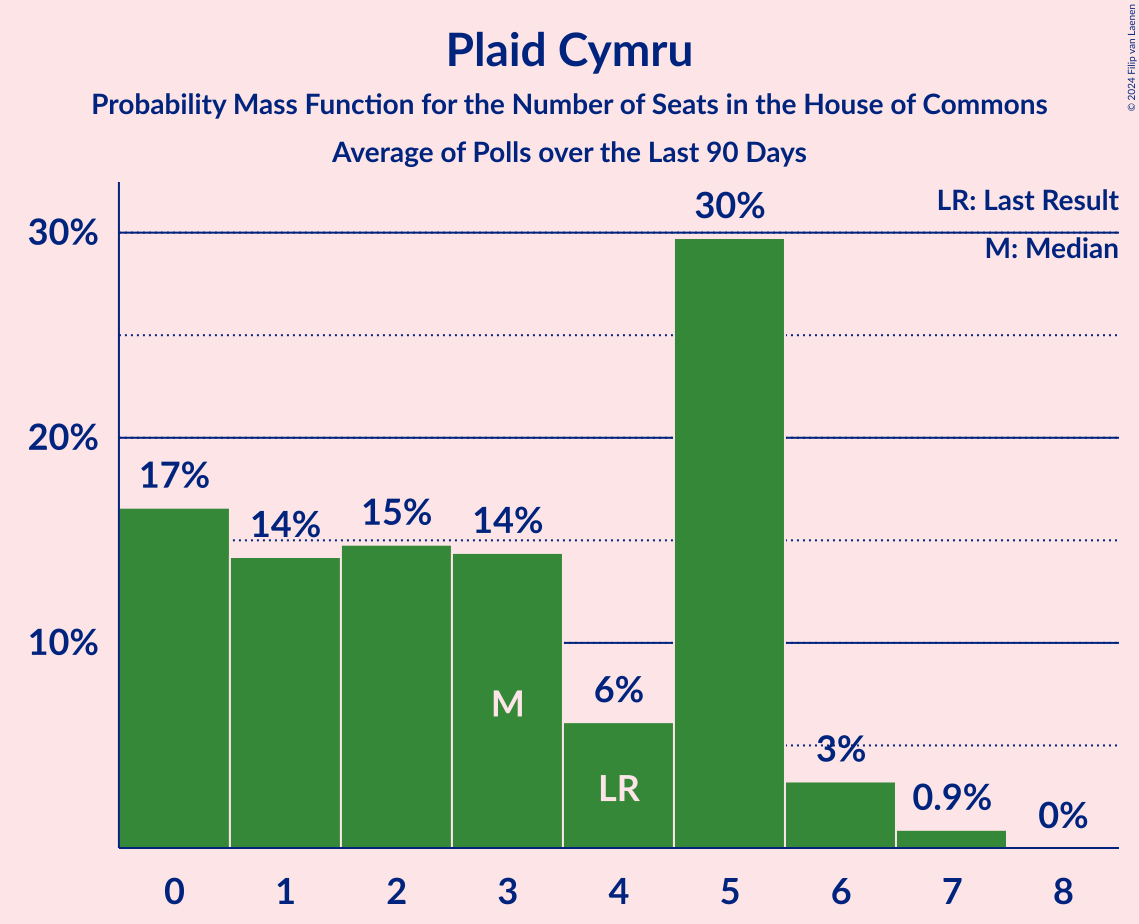 Plaid Cymru
Probability Mass Function for the Number of Seats in the House of Commons
Average of Polls over the Last 90 Days
© 2024 Filip van Laenen
LR: Last Result
M: Median
30%
20%
10%
17%
14%
15%
14%
6%
30%
3%
0.9%
0%
M
LR
0 1 2 3 4 5 6 7 8